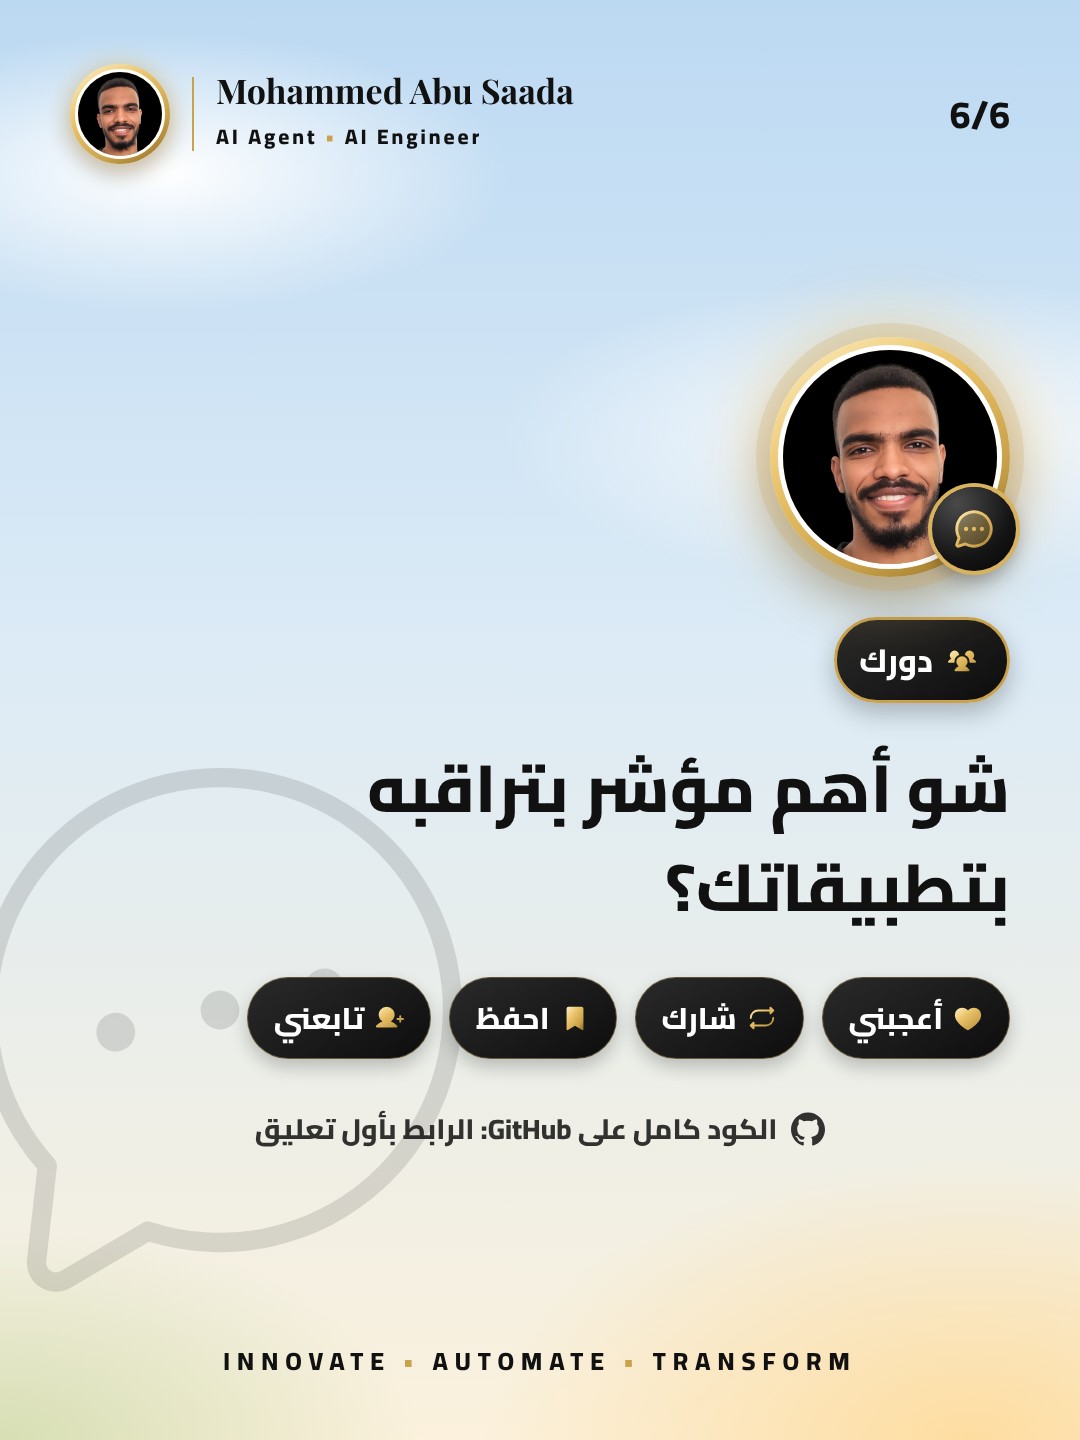 Mohammed Abu Saada
AI Agent ▪ AI Engineer
6/6
دورك
شو أهم مؤشر بتراقبه
بتطبيقاتك؟
أعجبني
شارك
احفظ
تابعني
الكود كامل على GitHub: الرابط بأول تعليق
INNOVATE ▪ AUTOMATE ▪ TRANSFORM